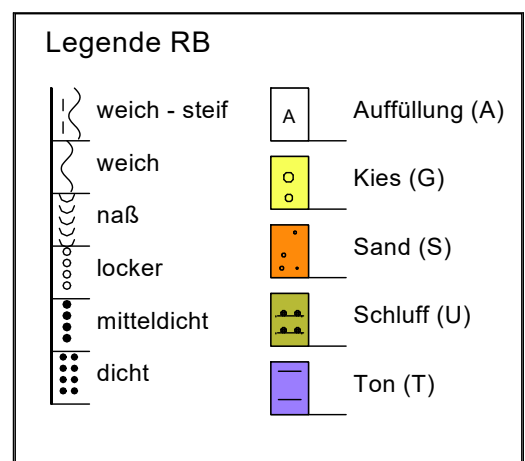 Legende RB
weich - steif
weich
naß
locker
mitteldicht
dicht
A
Auffüllung (A)
Kies (G)
Sand (S)
Schluff (U)
Ton (T)